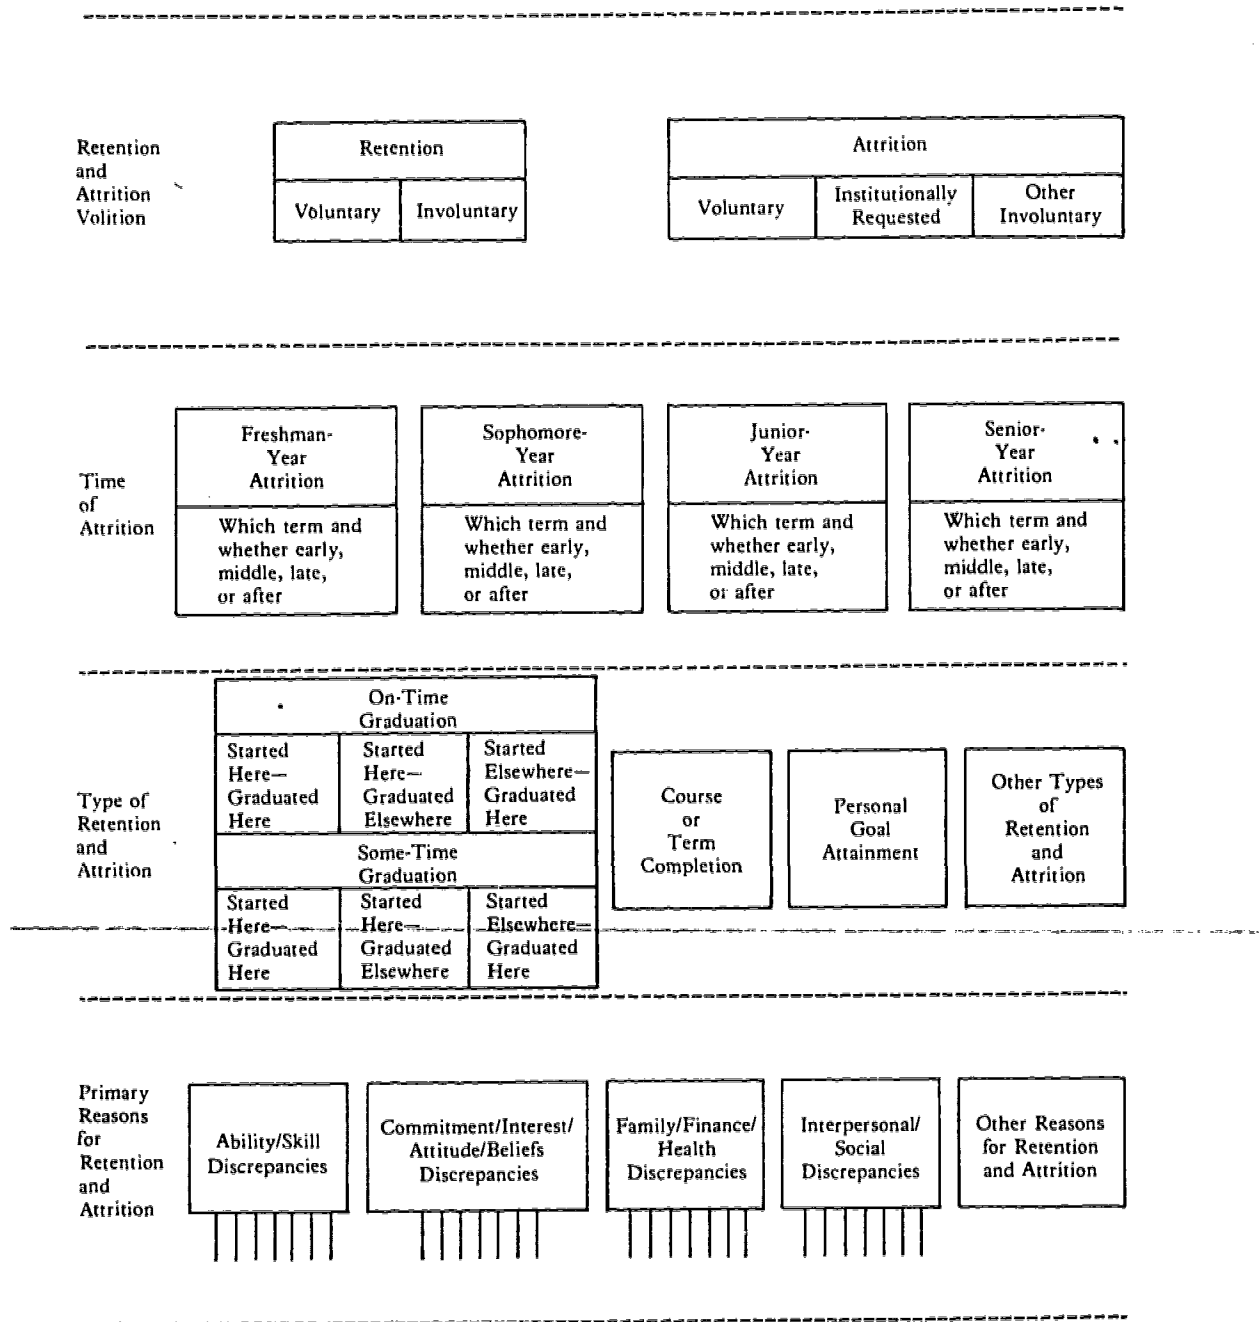 Retention
and
Attrition
Volition
Retention
Voluntary
Involuntary
Attrition
Voluntary
Institutionally
Requested
Other
Involuntary
Time
of
Attrition
Freshman-
Year
Attrition
Which term and
whether early,
middle, late,
or after
Sophomore-
Year
Attrition
Which term and
whether early,
middle, late,
or after
Junior-
Year
Attrition
Which term and
whether early,
middle, late,
or after
Senior-
Year
Attrition
Which term and
whether early,
middle, late,
or after
Type of
Retention
and
Attrition
On-Time
Graduation
Started
Here—
Graduated
Here
Started
Here—
Graduated
Elsewhere
Started
Elsewhere—
Graduated
Here
Some-Time
Graduation
Started
Here—
Graduated
Here
Started
Here—
Graduated
Elsewhere
Started
Elsewhere—
Graduated
Here
Course
or
Term
Completion
Personal
Goal
Attainment
Other Types
of
Retention
and
Attrition
Primary
Reasons
for
Retention
and
Attrition
Ability/Skill
Discrepancies
Commitment/Interest/
Attitude/Beliefs
Discrepancies
Family/Finance/
Health
Discrepancies
Interpersonal/
Social
Discrepancies
Other Reasons
for Retention
and Attrition